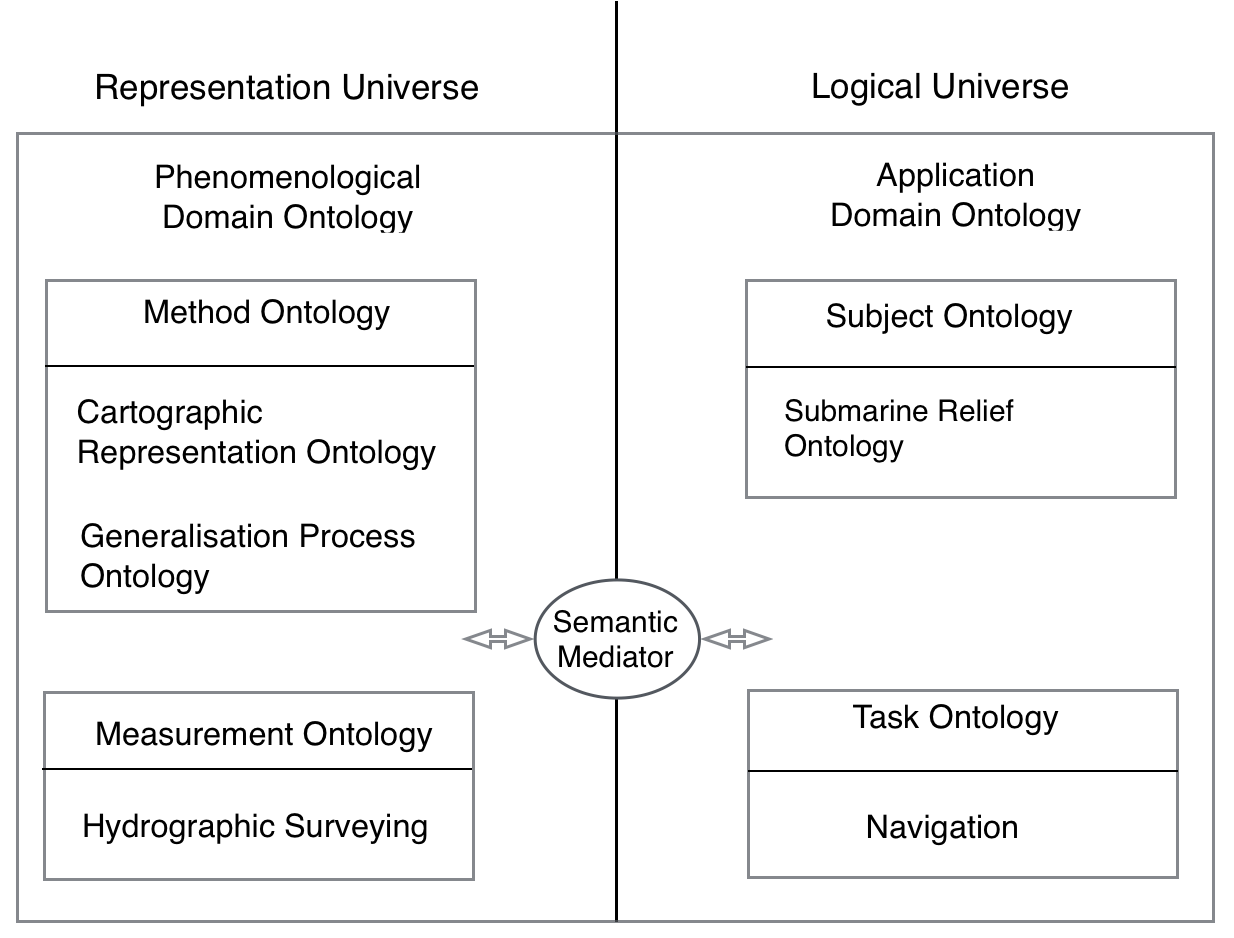 Representation Universe
Logical Universe
Phenomenological
Domain Ontology
Application
Domain Ontology
Method Ontology
Cartographic
Representation Ontology
Generalisation Process
Ontology
Subject Ontology
Submarine Relief
Ontology
Semantic
Mediator
Measurement Ontology
Hydrographic Surveying
Task Ontology
Navigation